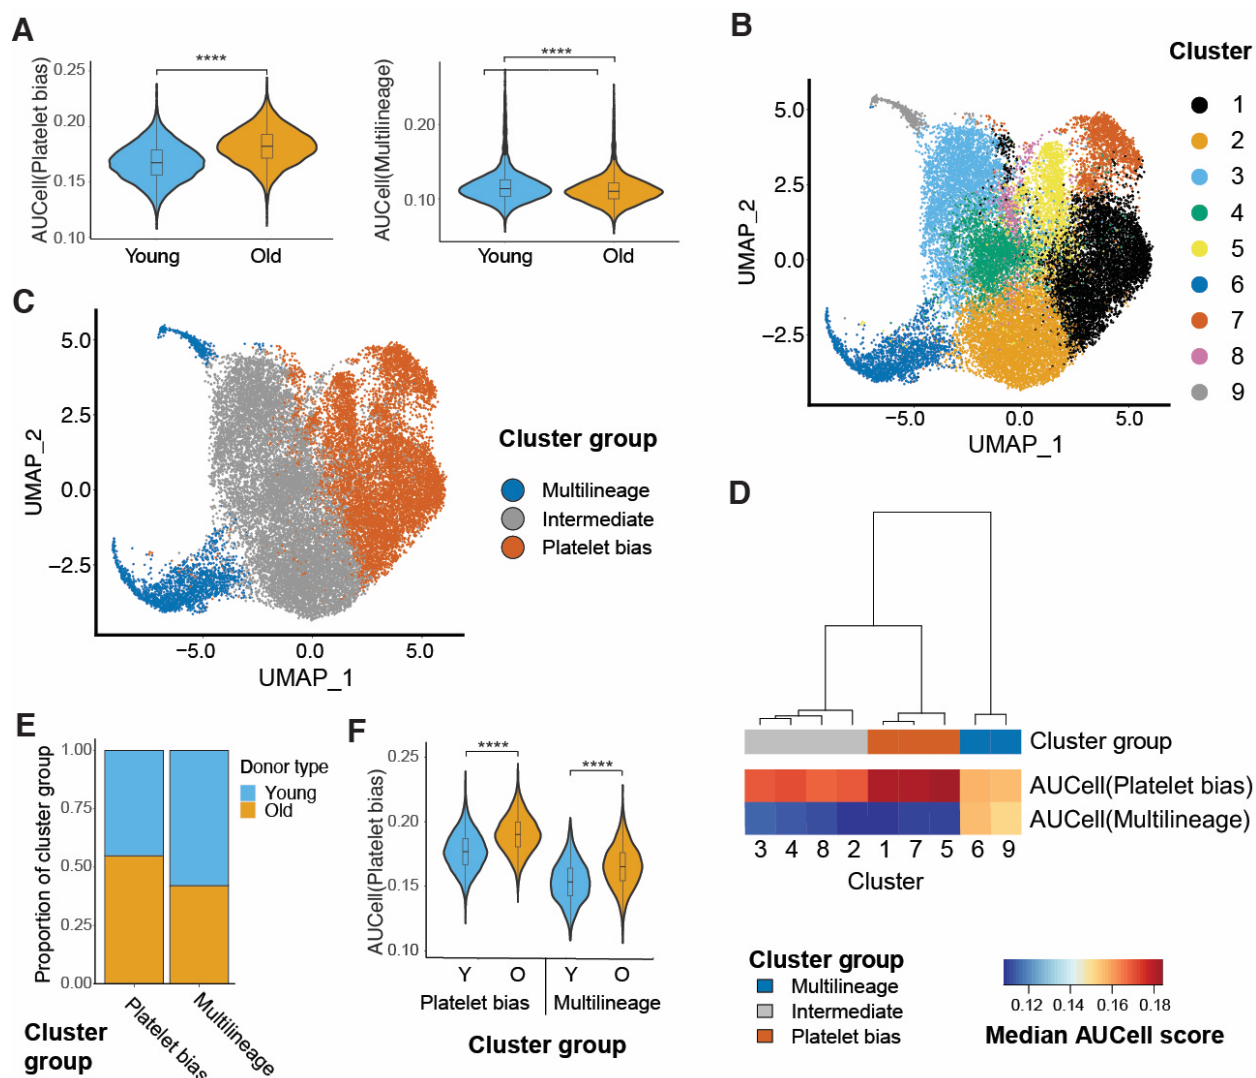 A
AUCell(Platelet bias)
0.25
0.20
0.15
0.10
****
Young
Old
AUCell(Multilineage)
0.20
0.10
****
Young
Old
B
UMAP_2
5.0
2.5
0.0
−2.5
−5.0
0.0
5.0
UMAP_1
Cluster
1
2
3
4
5
6
7
8
9
C
UMAP_2
5.0
2.5
0.0
−2.5
−5.0
0.0
5.0
UMAP_1
Cluster group
Multilineage
Intermediate
Platelet bias
D
Cluster group
AUCell(Platelet bias)
AUCell(Multilineage)
3 4 8 2 1 7 5 6 9
Cluster
Cluster group
Multilineage
Intermediate
Platelet bias
0.12 0.14 0.16 0.18
Median AUCell score
E
Proportion of cluster group
1.00
0.75
0.50
0.25
0.00
Platelet bias
Multilineage
Cluster
group
Donor type
Young
Old
F
AUCell(Platelet bias)
0.25
0.20
0.15
0.10
****
****
Y O Y O
Platelet bias Multilineage
Cluster group